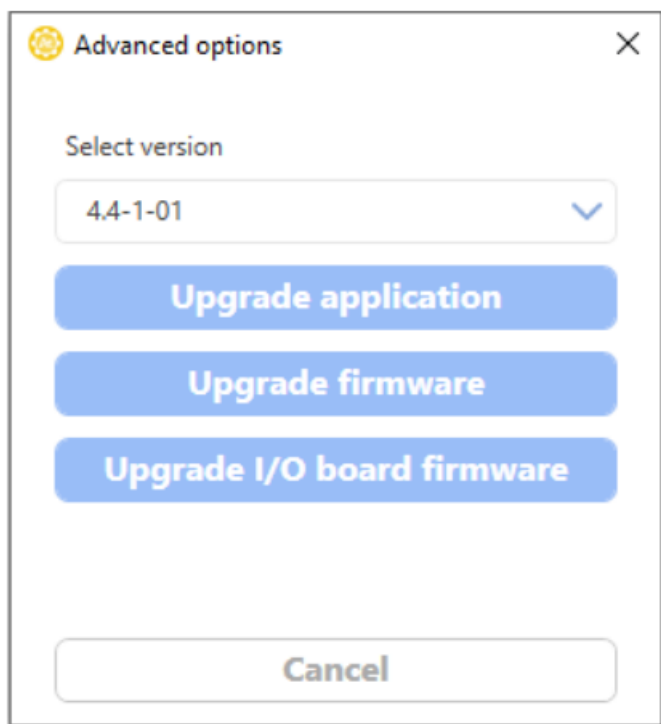 Advanced options
Select version
4.4-1-01
Upgrade application
Upgrade firmware
Upgrade I/O board firmware
Cancel